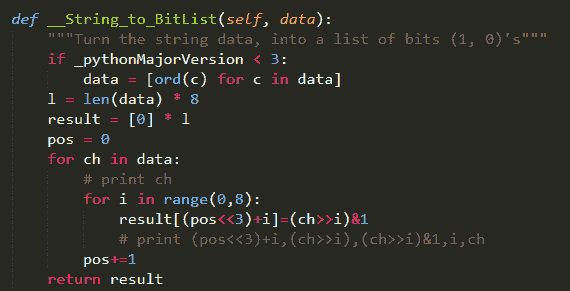 def __String_to_BitList(self, data):
    """Turn the string data, into a list of bits (1, 0)'s"""
    if _pythonMajorVersion < 3:
        data = [ord(c) for c in data]
    l = len(data) * 8
    result = [0] * l
    pos = 0
    for ch in data:
        # print ch
        for i in range(0,8):
            result[(pos<<3)+i]=(ch>>i)&1
            # print (pos<<3)+i,(ch>>i),(ch>>i)&1,i,ch
        pos+=1
    return result